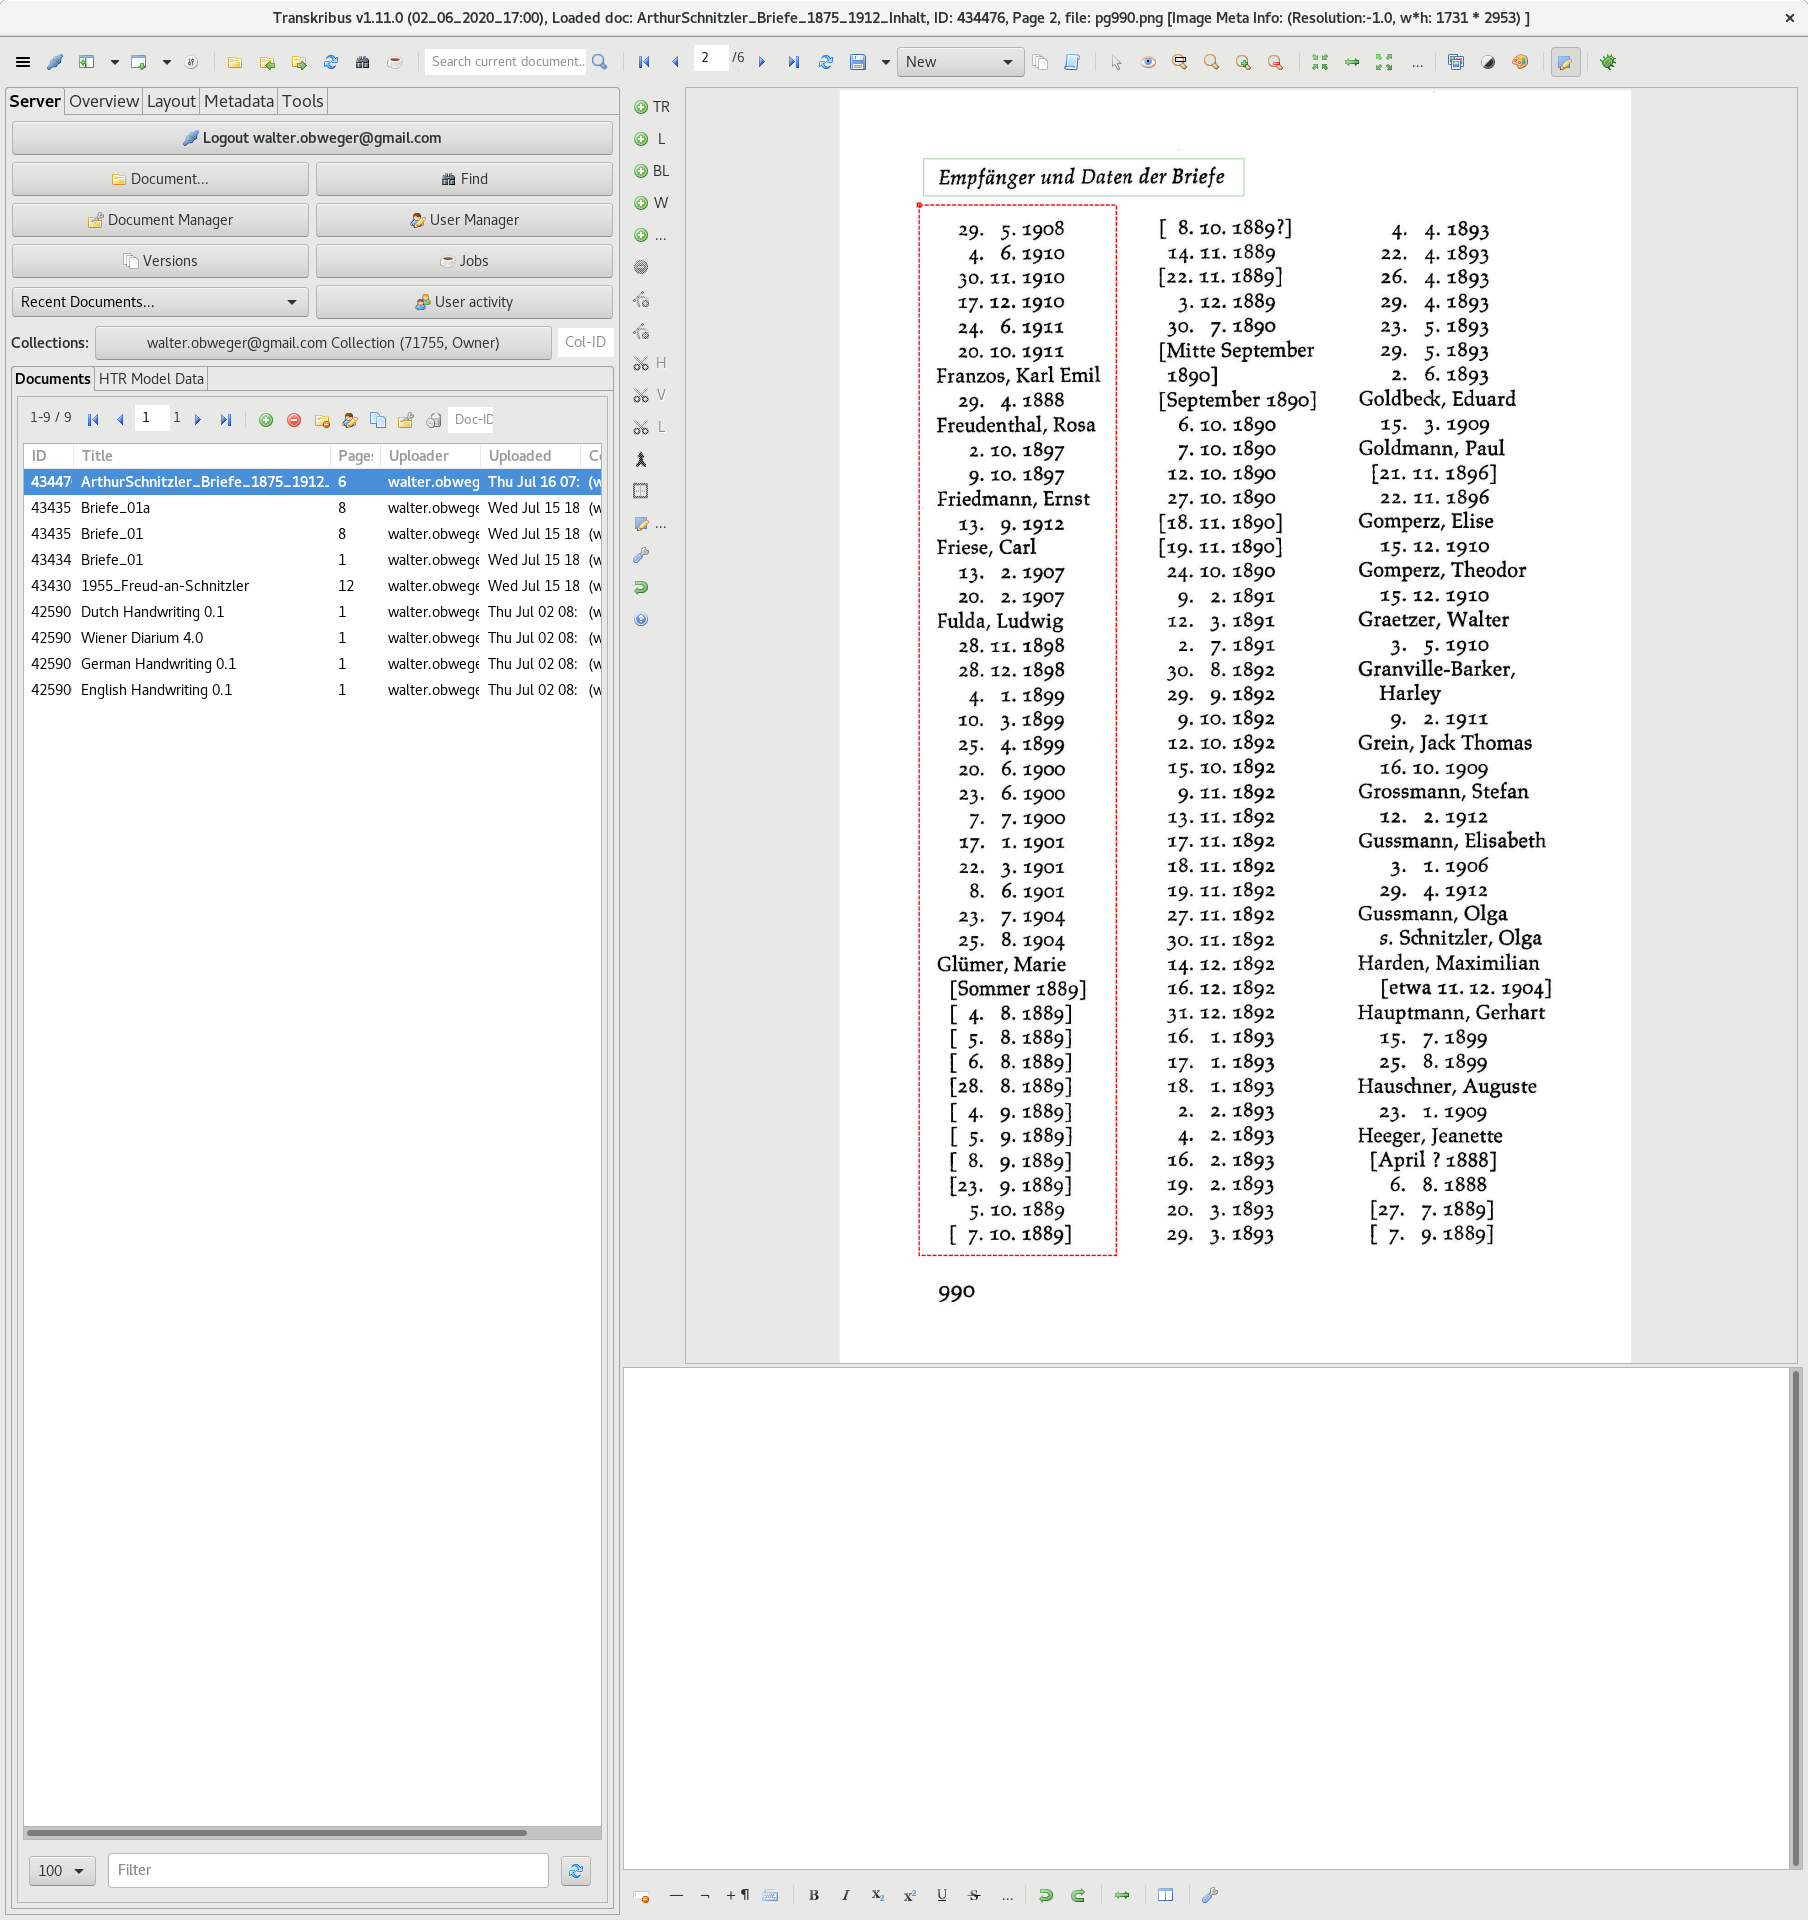 Transkribus v1.11.0 (02_06_2020_17:00), Loaded doc: ArthurSchnitzler_Briefe_1875_1912_Inhalt, ID: 434476, Page 2, file: pg990.png [Image Meta Info: (Resolution:-1.0, w*h: 1731 * 2953) ]
Search current document...
2 /6
New
...
Server Overview Layout Metadata Tools
Logout walter.obweger@gmail.com
Document... Find
Document Manager User Manager
Versions Jobs
Recent Documents... User activity
Collections: walter.obweger@gmail.com Collection (71755, Owner) Col-ID
Documents HTR Model Data
1-9 / 9 1 1 Doc-ID
ID Title Pages Uploader Uploaded Co
43447 ArthurSchnitzler_Briefe_1875_1912_ 6 walter.obweg Thu Jul 16 07: (w
43435 Briefe_01a 8 walter.obwege Wed Jul 15 18 (w
43435 Briefe_01 8 walter.obwege Wed Jul 15 18 (w
43434 Briefe_01 1 walter.obwege Wed Jul 15 18 (w
43430 1955_Freud-an-Schnitzler 12 walter.obwege Wed Jul 15 18 (w
42590 Dutch Handwriting 0.1 1 walter.obwege Thu Jul 02 08: (w
42590 Wiener Diarium 4.0 1 walter.obwege Thu Jul 02 08: (w
42590 German Handwriting 0.1 1 walter.obwege Thu Jul 02 08: (w
42590 English Handwriting 0.1 1 walter.obwege Thu Jul 02 08: (w
100 Filter
TR
L
BL
W
...
H
V
L
...
Empfänger und Daten der Briefe
29. 5. 1908
4. 6. 1910
30. 11. 1910
17. 12. 1910
24. 6. 1911
20. 10. 1911
Franzos, Karl Emil
29. 4. 1888
Freudenthal, Rosa
2. 10. 1897
9. 10. 1897
Friedmann, Ernst
13. 9. 1912
Friese, Carl
13. 2. 1907
20. 2. 1907
Fulda, Ludwig
28. 11. 1898
28. 12. 1898
4. 1. 1899
10. 3. 1899
25. 4. 1899
20. 6. 1900
23. 6. 1900
7. 7. 1900
17. 1. 1901
22. 3. 1901
8. 6. 1901
23. 7. 1904
25. 8. 1904
Glümer, Marie
[Sommer 1889]
[ 4. 8. 1889]
[ 5. 8. 1889]
[ 6. 8. 1889]
[28. 8. 1889]
[ 4. 9. 1889]
[ 5. 9. 1889]
[ 8. 9. 1889]
[23. 9. 1889]
5. 10. 1889
[ 7. 10. 1889]
[ 8. 10. 1889?]
14. 11. 1889
[22. 11. 1889]
3. 12. 1889
30. 7. 1890
[Mitte September
1890]
[September 1890]
6. 10. 1890
7. 10. 1890
12. 10. 1890
27. 10. 1890
[18. 11. 1890]
[19. 11. 1890]
24. 10. 1890
9. 2. 1891
12. 3. 1891
2. 7. 1891
30. 8. 1892
29. 9. 1892
9. 10. 1892
12. 10. 1892
15. 10. 1892
9. 11. 1892
13. 11. 1892
17. 11. 1892
18. 11. 1892
19. 11. 1892
27. 11. 1892
30. 11. 1892
14. 12. 1892
16. 12. 1892
31. 12. 1892
16. 1. 1893
17. 1. 1893
18. 1. 1893
2. 2. 1893
4. 2. 1893
16. 2. 1893
19. 2. 1893
20. 3. 1893
29. 3. 1893
4. 4. 1893
22. 4. 1893
26. 4. 1893
29. 4. 1893
23. 5. 1893
29. 5. 1893
2. 6. 1893
Goldbeck, Eduard
15. 3. 1909
Goldmann, Paul
[21. 11. 1896]
22. 11. 1896
Gomperz, Elise
15. 12. 1910
Gomperz, Theodor
15. 12. 1910
Graetzer, Walter
3. 5. 1910
Granville-Barker,
Harley
9. 2. 1911
Grein, Jack Thomas
16. 10. 1909
Grossmann, Stefan
12. 2. 1912
Gussmann, Elisabeth
3. 1. 1906
29. 4. 1912
Gussmann, Olga
s. Schnitzler, Olga
Harden, Maximilian
[etwa 11. 12. 1904]
Hauptmann, Gerhart
15. 7. 1899
25. 8. 1899
Hauschner, Auguste
23. 1. 1909
Heeger, Jeanette
[April ? 1888]
6. 8. 1888
[27. 7. 1889]
[ 7. 9. 1889]
990
— ¬ +¶ B I X₂ x² U S ...